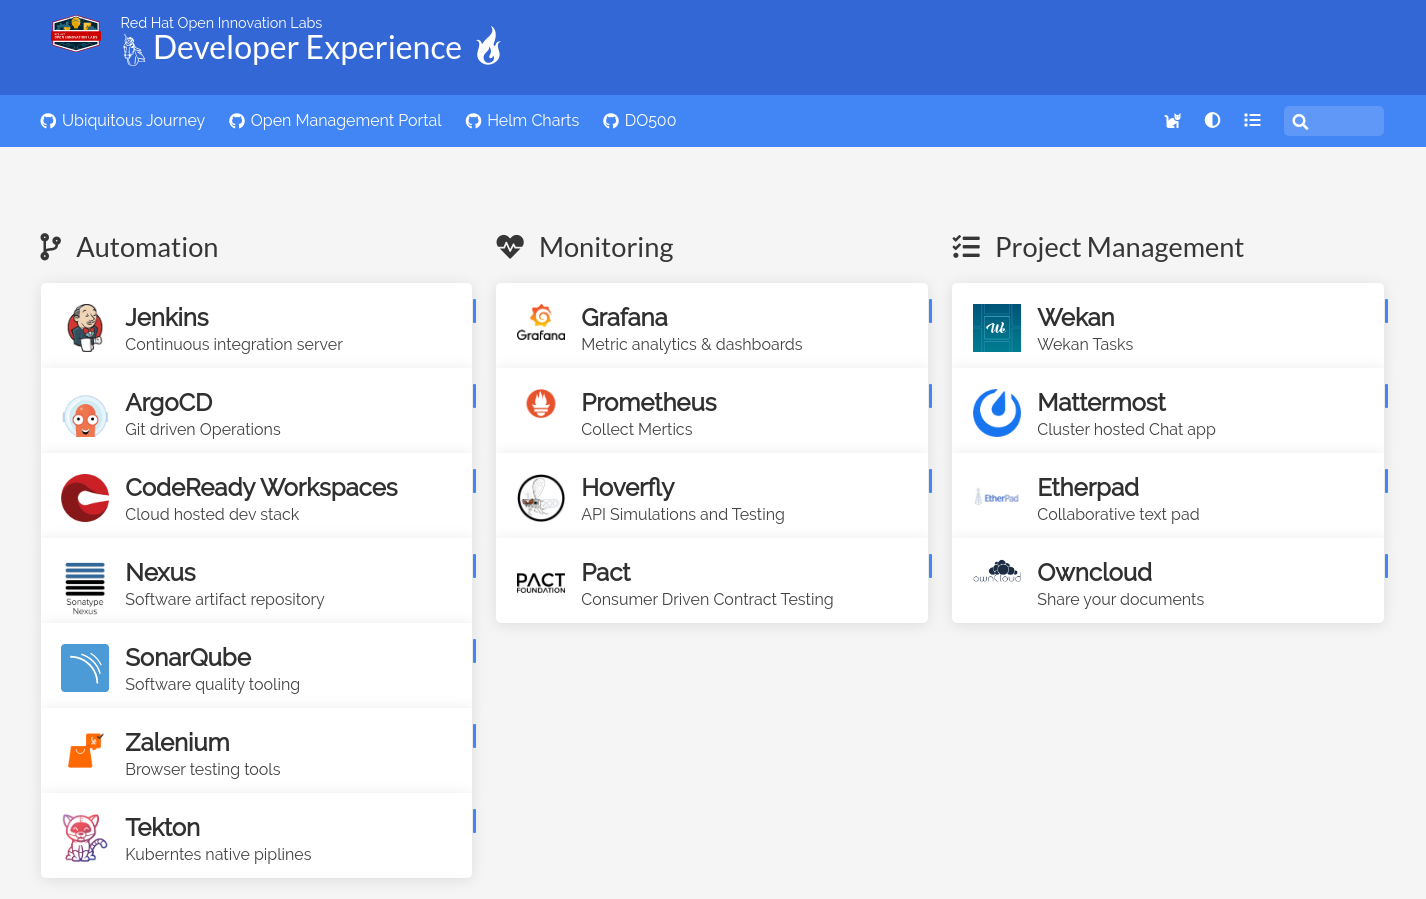 Red Hat Open Innovation Labs
Developer Experience
Ubiquitous Journey
Open Management Portal
Helm Charts
DO500
Automation
Jenkins
Continuous integration server
ArgoCD
Git driven Operations
CodeReady Workspaces
Cloud hosted dev stack
Sonatype
Nexus
Nexus
Software artifact repository
SonarQube
Software quality tooling
Zalenium
Browser testing tools
Tekton
Kuberntes native piplines
Monitoring
Grafana
Grafana
Metric analytics & dashboards
Prometheus
Collect Mertics
Hoverfly
API Simulations and Testing
PACT
FOUNDATION
Pact
Consumer Driven Contract Testing
Project Management
Wekan
Wekan Tasks
Mattermost
Cluster hosted Chat app
EtherPad
Etherpad
Collaborative text pad
ownCloud
Owncloud
Share your documents